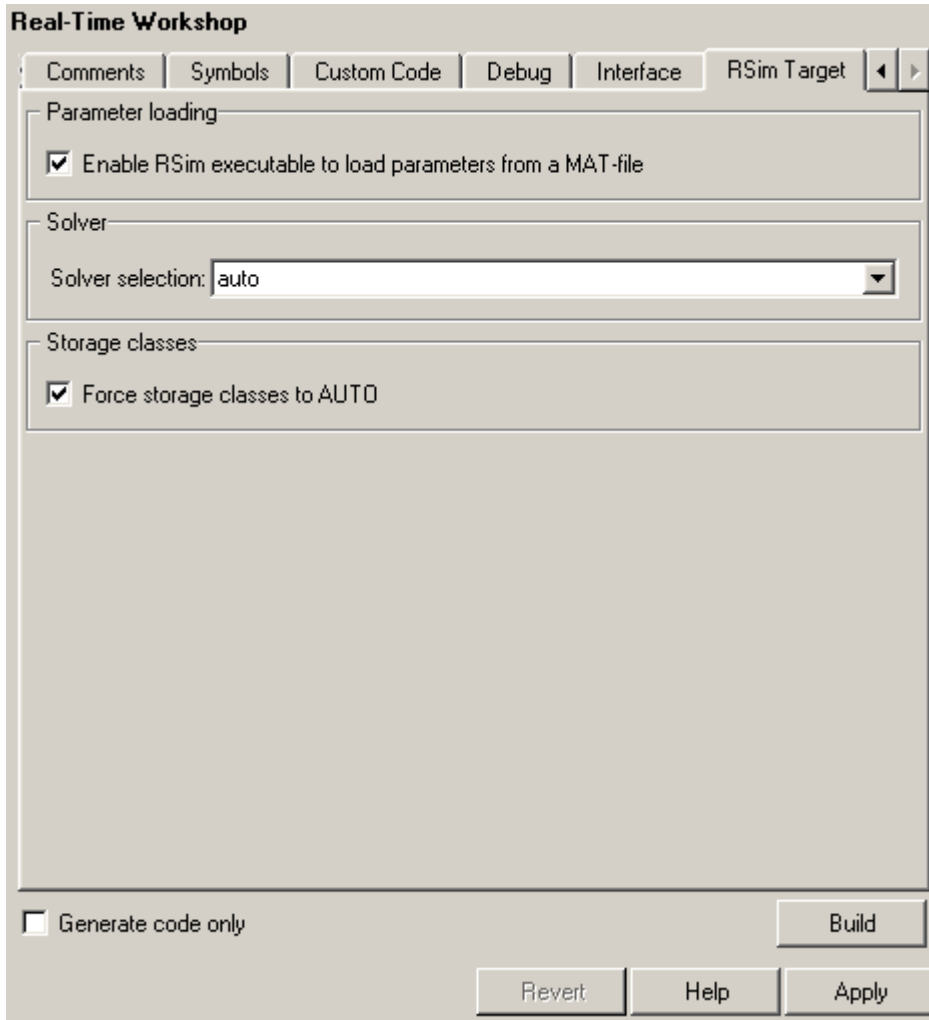 Real-Time Workshop
Comments Symbols Custom Code Debug Interface RSim Target
Parameter loading
Enable RSim executable to load parameters from a MAT-file
Solver
Solver selection: auto
Storage classes
Force storage classes to AUTO
Generate code only Build
Revert Help Apply